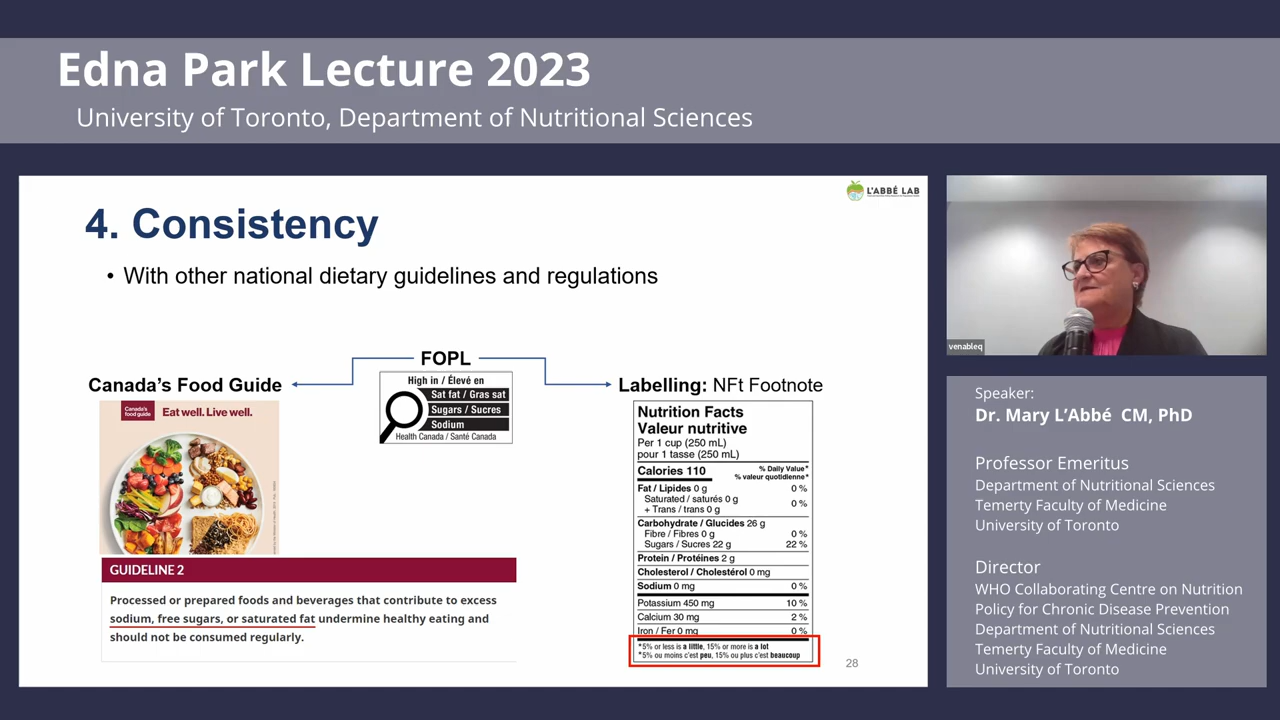 Edna Park Lecture 2023
University of Toronto, Department of Nutritional Sciences
L'ABBÉ LAB
4. Consistency
• With other national dietary guidelines and regulations
FOPL
Canada's Food Guide
Labelling: NFt Footnote
High in / Élevé en
Sat fat / Gras sat
Sugars / Sucres
Sodium
Health Canada / Santé Canada
Canada's
food guide
Eat well. Live well.
GUIDELINE 2
Processed or prepared foods and beverages that contribute to excess
sodium, free sugars, or saturated fat undermine healthy eating and
should not be consumed regularly.
Nutrition Facts
Valeur nutritive
Per 1 cup (250 mL)
pour 1 tasse (250 mL)
Calories 110
% Daily Value*
% valeur quotidienne*
Fat / Lipides 0 g 0 %
Saturated / saturés 0 g
+ Trans / trans 0 g 0 %
Carbohydrate / Glucides 26 g
Fibre / Fibres 0 g 0 %
Sugars / Sucres 22 g 22 %
Protein / Protéines 2 g
Cholesterol / Cholestérol 0 mg
Sodium 0 mg 0 %
Potassium 450 mg 10 %
Calcium 30 mg 2 %
Iron / Fer 0 mg 0 %
*5% or less is a little, 15% or more is a lot
*5% ou moins c'est peu, 15% ou plus c'est beaucoup
28
venableq
Speaker:
Dr. Mary L'Abbé CM, PhD
Professor Emeritus
Department of Nutritional Sciences
Temerty Faculty of Medicine
University of Toronto
Director
WHO Collaborating Centre on Nutrition
Policy for Chronic Disease Prevention
Department of Nutritional Sciences
Temerty Faculty of Medicine
University of Toronto